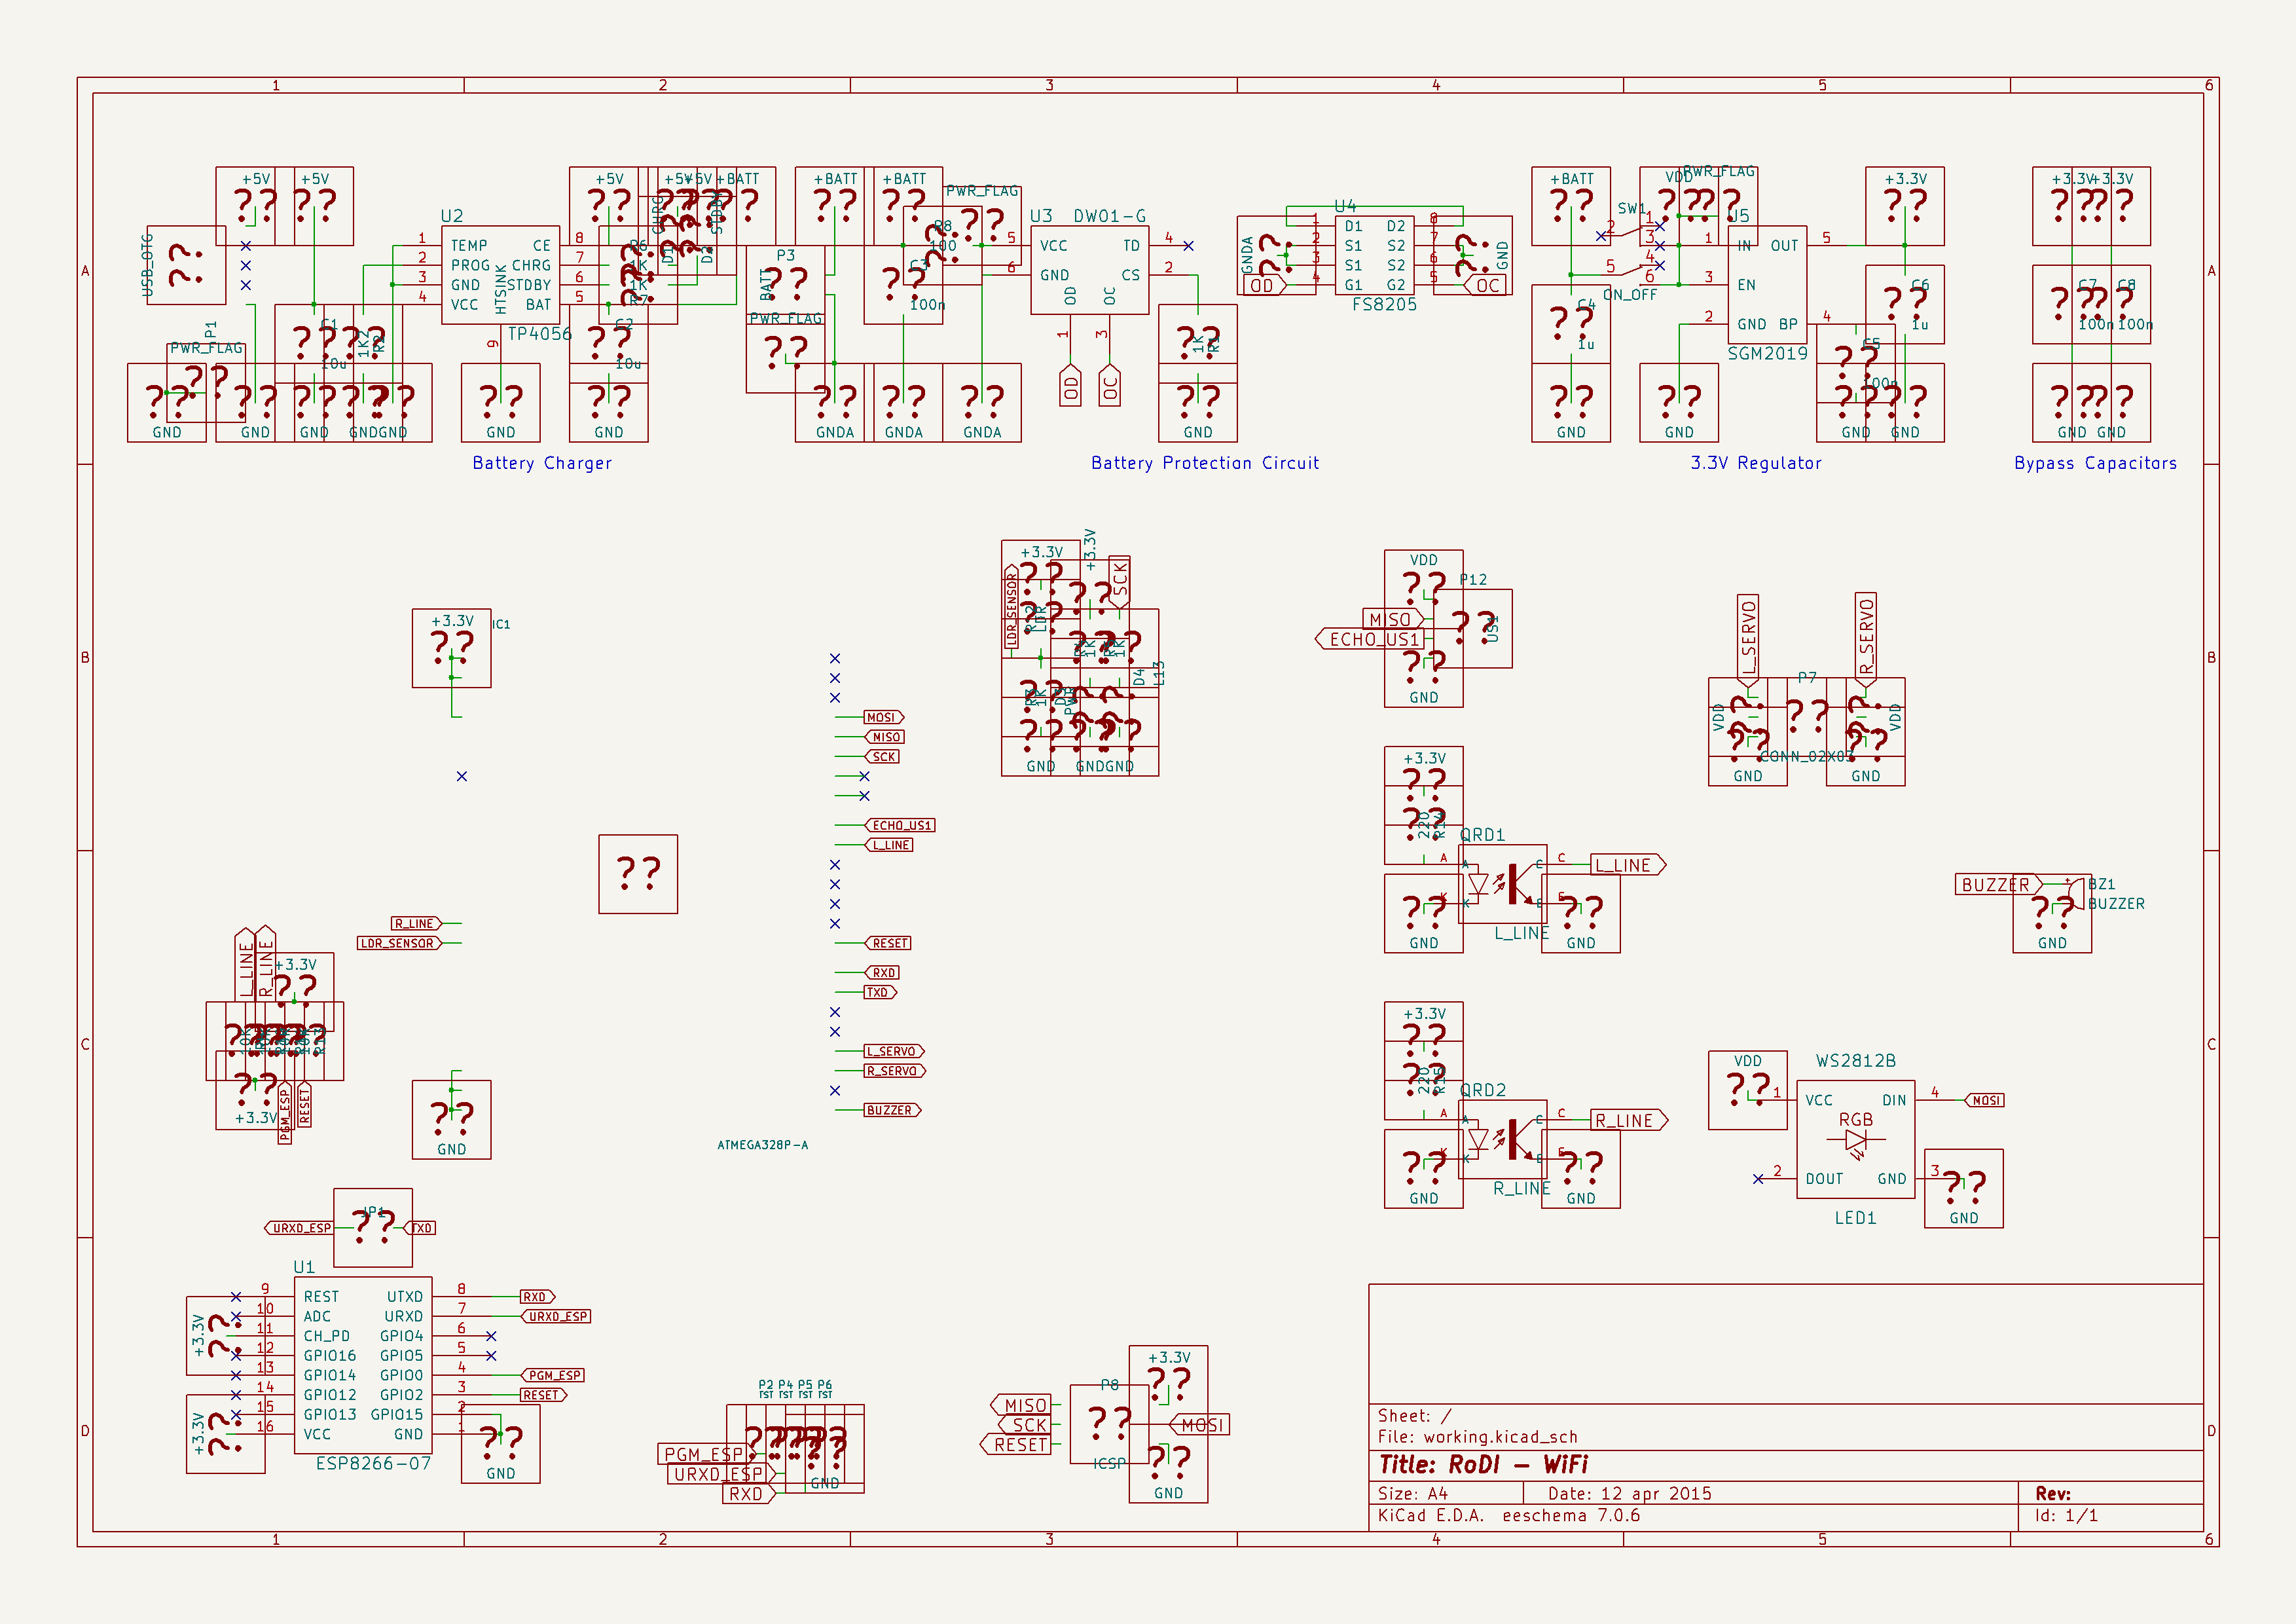 1 2 3 4 5 6
A A
B B
C C
D D
1 2 3 4 5 6
+5V +5V
USB_OTG
P1
PWR_FLAG
GND GND GND GND GND
C1
10u
1K2
U2
1 TEMP CE 8
2 PROG CHRG 7
3 GND STDBY 6
4 VCC BAT 5
HTSINK
9
TP4056
GND
+5V +5V +5V +BATT
R6
1K
1K
R7
D1
D2
C2
10u
GND
Battery Charger
P3
BATT
PWR_FLAG
+BATT +BATT
PWR_FLAG
R8
100
C3
100n
GNDA GNDA GNDA
U3 DW01-G
5 VCC TD 4
6 GND CS 2
OD OC
1 3
OD OC
1K
GND
Battery Protection Circuit
GNDA
OD
U4
1 D1 D2 8
2 S1 S2 7
3 S1 S2 6
4 G1 G2 5
FS8205
GND
OC
+BATT
SW1
2 1
3
5 4
6
ON_OFF
C4
1u
GND
VDD
PWR_FLAG
U5
1 IN OUT 5
3 EN
2 GND BP 4
SGM2019
GND
+3.3V
C6
1u
C5
100n
GND GND
3.3V Regulator
+3.3V +3.3V
C7 C8
100n 100n
GND GND
Bypass Capacitors
+3.3V
IC1
MOSI
MISO
SCK
ECHO_US1
L_LINE
RESET
RXD
TXD
L_SERVO
R_SERVO
BUZZER
R_LINE
LDR_SENSOR
GND
ATMEGA328P-A
L_LINE
R_LINE
+3.3V
+3.3V
PGM_ESP
RESET
+3.3V
+3.3V
SCK
LDR_SENSOR
LDR
1K
1K
1K
D4
L13
GND GND GND
VDD
P12
MISO
ECHO_US1
US1
GND
L_SERVO
R_SERVO
P7
VDD
VDD
CONN_02X03
GND GND
+3.3V
220
QRD1
A A C C
K K E E
L_LINE
L_LINE
GND GND
BUZZER
BZ1
BUZZER
GND
+3.3V
220
QRD2
A A C C
K K E E
R_LINE
R_LINE
GND GND
VDD
WS2812B
1 VCC DIN 4
MOSI
RGB
2 DOUT GND 3
LED1
GND
JP1
URXD_ESP
TXD
U1
9 REST UTXD 8
10 ADC URXD 7
11 CH_PD GPIO4 6
12 GPIO16 GPIO5 5
13 GPIO14 GPIO0 4
14 GPIO12 GPIO2 3
15 GPIO13 GPIO15 2
16 VCC GND 1
ESP8266-07
+3.3V
+3.3V
RXD
URXD_ESP
PGM_ESP
RESET
GND
P2 P4 P5 P6
TST TST TST TST
PGM_ESP
URXD_ESP
RXD
GND
+3.3V
P8
MISO
SCK
RESET
MOSI
ICSP
GND
Sheet: /
File: working.kicad_sch
Title: RoDI - WiFi
Size: A4 Date: 12 apr 2015 Rev:
KiCad E.D.A. eeschema 7.0.6 Id: 1/1